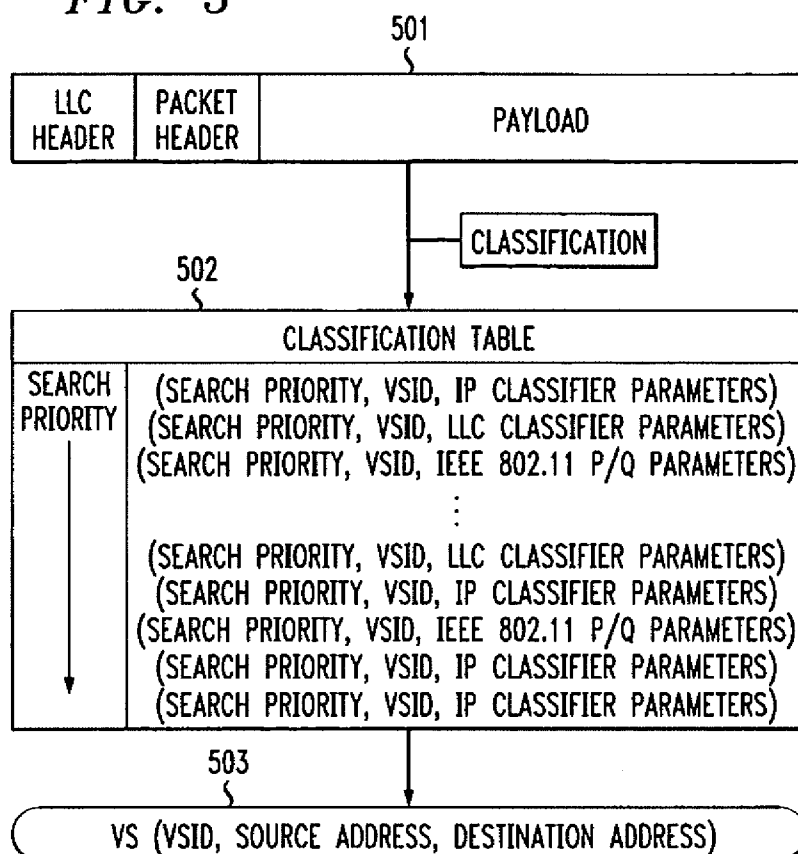 FIG. 5
501
LLC HEADER PACKET HEADER PAYLOAD
CLASSIFICATION
502
CLASSIFICATION TABLE
SEARCH PRIORITY
(SEARCH PRIORITY, VSID, IP CLASSIFIER PARAMETERS)
(SEARCH PRIORITY, VSID, LLC CLASSIFIER PARAMETERS)
(SEARCH PRIORITY, VSID, IEEE 802.11 P/Q PARAMETERS)
⋮
(SEARCH PRIORITY, VSID, LLC CLASSIFIER PARAMETERS)
(SEARCH PRIORITY, VSID, IP CLASSIFIER PARAMETERS)
(SEARCH PRIORITY, VSID, IEEE 802.11 P/Q PARAMETERS)
(SEARCH PRIORITY, VSID, IP CLASSIFIER PARAMETERS)
(SEARCH PRIORITY, VSID, IP CLASSIFIER PARAMETERS)
503
VS (VSID, SOURCE ADDRESS, DESTINATION ADDRESS)